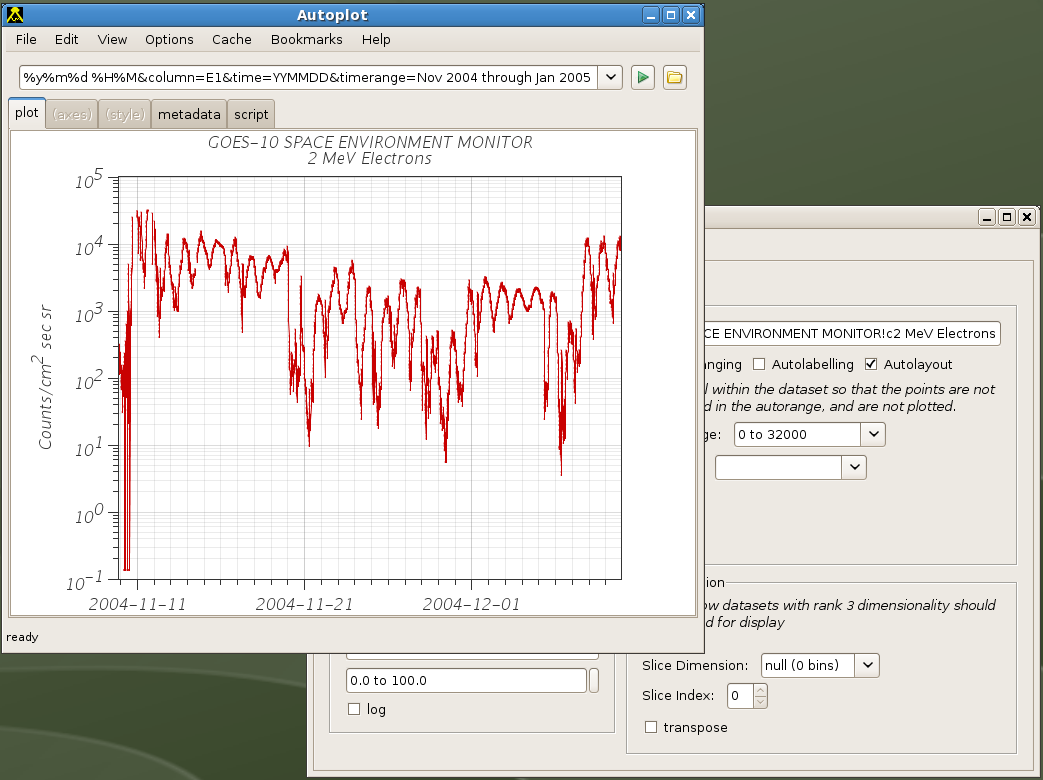 Autoplot
File Edit View Options Cache Bookmarks Help
%y%m%d %H%M&column=E1&time=YYMMDD&timerange=Nov 2004 through Jan 2005
plot (axes) (style) metadata script
GOES-10 SPACE ENVIRONMENT MONITOR
2 MeV Electrons
10^5
10^4
10^3
10^2
10^1
10^0
10^-1
Counts/cm^2 sec sr
2004-11-11 2004-11-21 2004-12-01
ready
CE ENVIRONMENT MONITOR!c2 MeV Electrons
nging Autolabelling Autolayout
l within the dataset so that the points are not
d in the autorange, and are not plotted.
ge: 0 to 32000
ion
ow datasets with rank 3 dimensionality should
d for display
Slice Dimension: null (0 bins)
Slice Index: 0
transpose
0.0 to 100.0
log